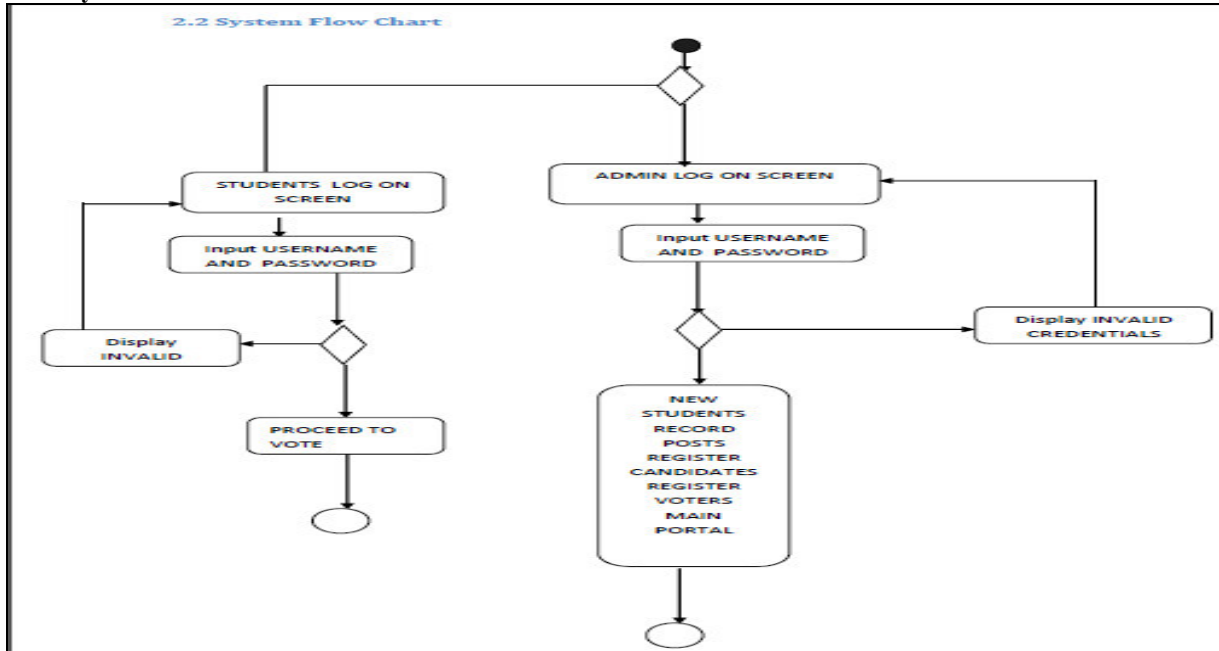 2.2 System Flow Chart
STUDENTS LOG ON
SCREEN
Input USERNAME
AND PASSWORD
Display
INVALID
PROCEED TO
VOTE
ADMIN LOG ON SCREEN
Input USERNAME
AND PASSWORD
Display INVALID
CREDENTIALS
NEW
STUDENTS
RECORD
POSTS
REGISTER
CANDIDATES
REGISTER
VOTERS
MAIN
PORTAL